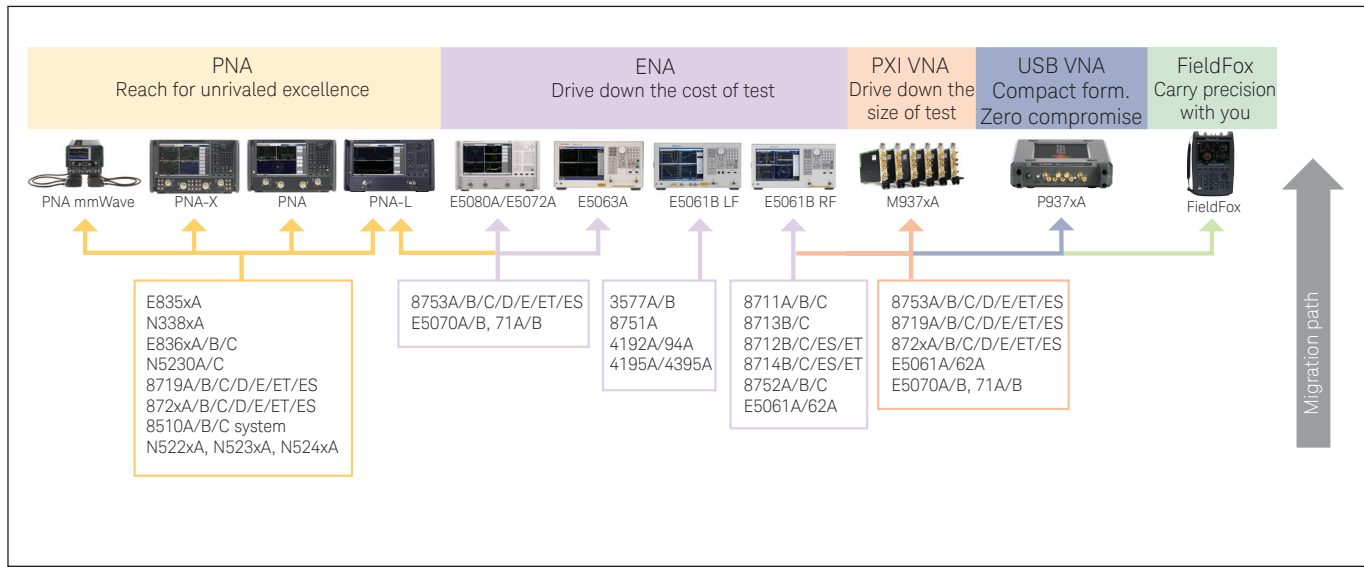 PNA
Reach for unrivaled excellence
ENA
Drive down the cost of test
PXI VNA
Drive down the
size of test
USB VNA
Compact form.
Zero compromise
FieldFox
Carry precision
with you
PNA mmWave
PNA-X
PNA
PNA-L
E5080A/E5072A
E5063A
E5061B LF
E5061B RF
M937xA
P937xA
FieldFox
E835xA
N338xA
E836xA/B/C
N5230A/C
8719A/B/C/D/E/ET/ES
872xA/B/C/D/E/ET/ES
8510A/B/C system
N522xA, N523xA, N524xA
8753A/B/C/D/E/ET/ES
E5070A/B, 71A/B
3577A/B
8751A
4192A/94A
4195A/4395A
8711A/B/C
8713B/C
8712B/C/ES/ET
8714B/C/ES/ET
8752A/B/C
E5061A/62A
8753A/B/C/D/E/ET/ES
8719A/B/C/D/E/ET/ES
872xA/B/C/D/E/ET/ES
E5061A/62A
E5070A/B, 71A/B
Migration path